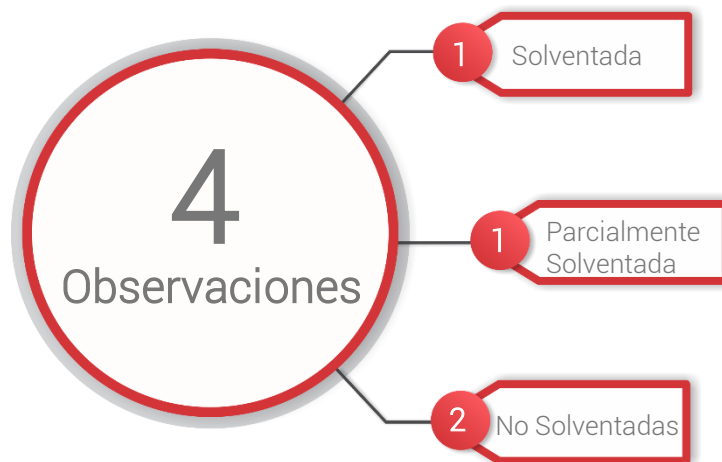 4
Observaciones
1
Solventada
1
Parcialmente
Solventada
2
No Solventadas